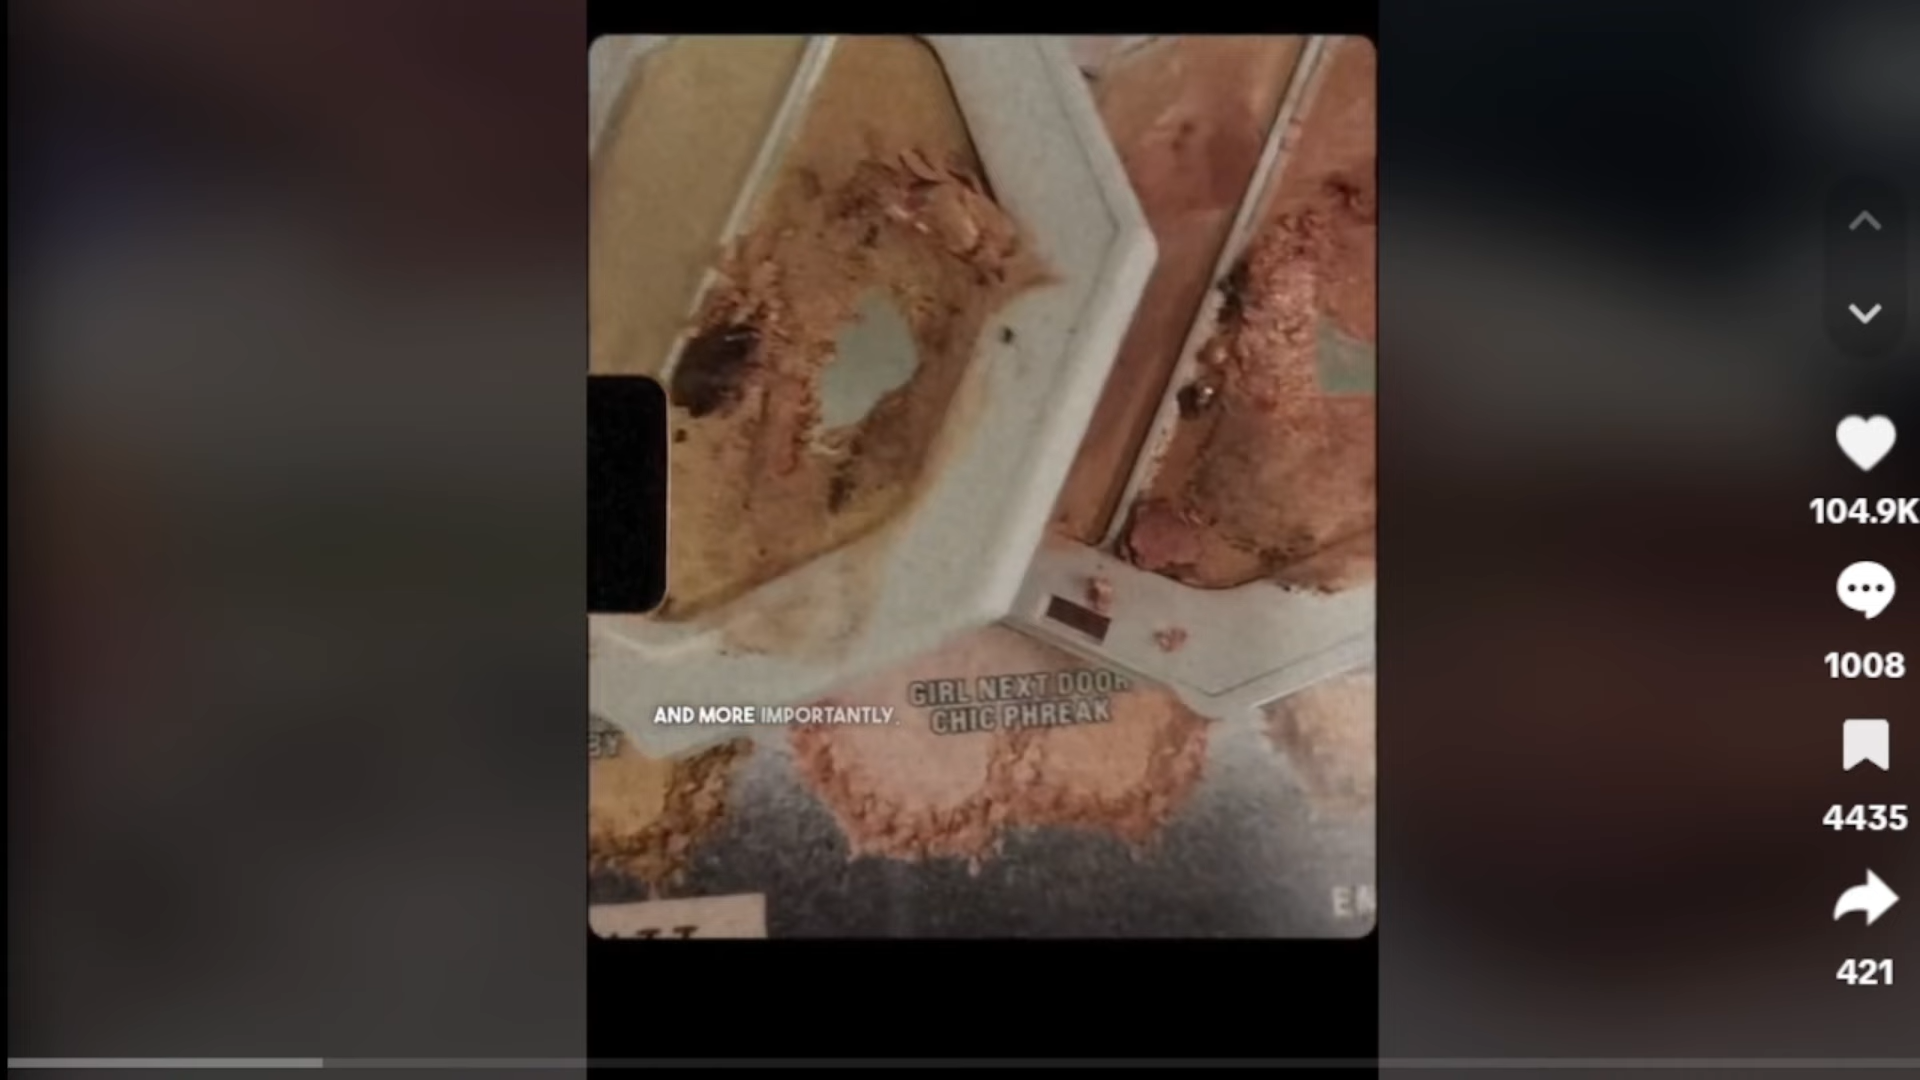 GIRL NEXT DOOR
CHIC PHREAK
AND MORE IMPORTANTLY.
104.9K
1008
4435
421